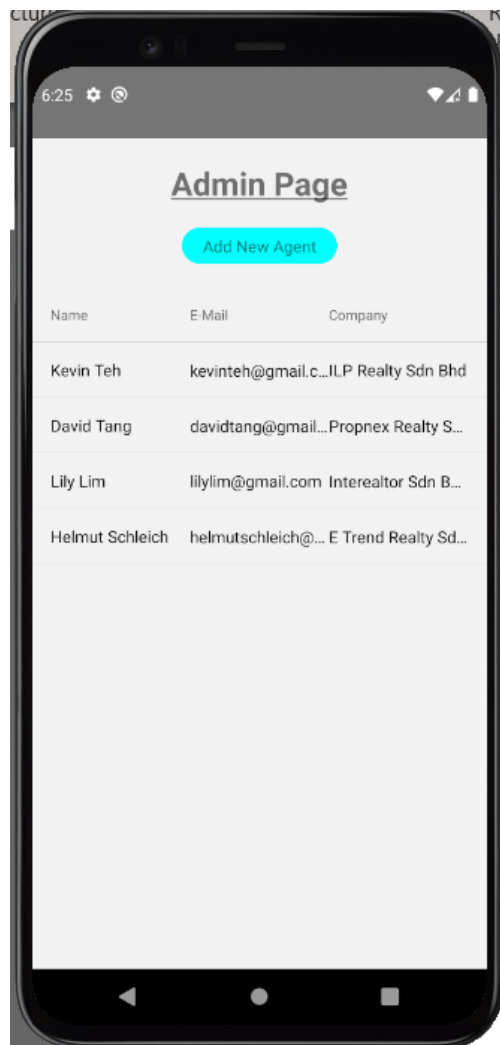 6:25
Admin Page
Add New Agent
Name E-Mail Company
Kevin Teh kevinteh@gmail.c... ILP Realty Sdn Bhd
David Tang davidtang@gmail... Propnex Realty S...
Lily Lim lilylim@gmail.com Interealtor Sdn B...
Helmut Schleich helmutschleich@... E Trend Realty Sd...